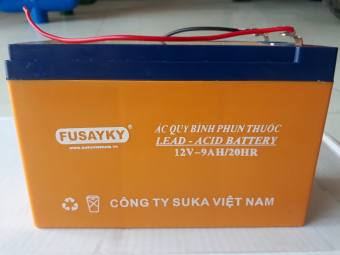 FUSAYKY
ẮC QUY BÌNH PHUN THUỐC
LEAD - ACID BATTERY
12V-9AH/20HR
CÔNG TY SUKA VIỆT NAM